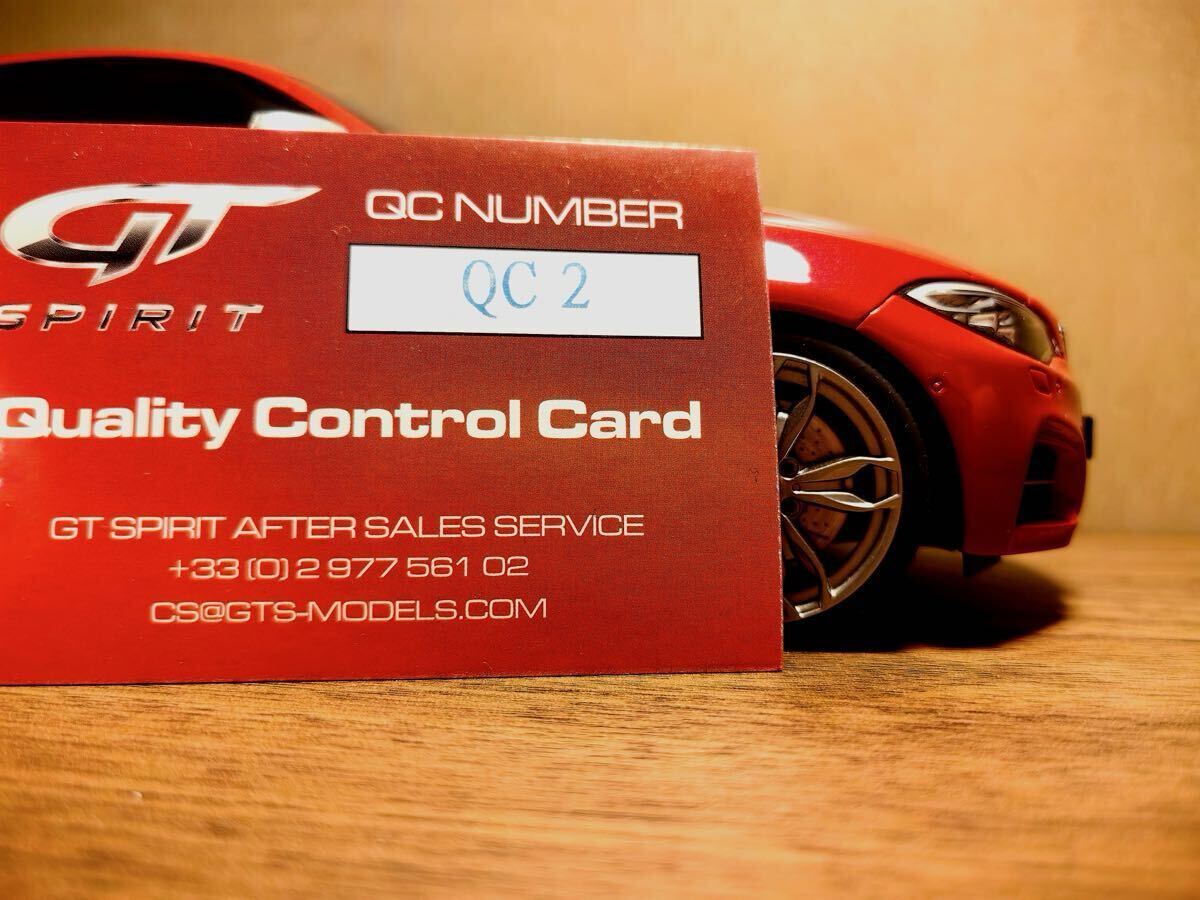 GT
SPIRIT
QC NUMBER
QC 2
Quality Control Card
GT SPIRIT AFTER SALES SERVICE
+33 (0) 2 977 561 02
CS@GTS-MODELS.COM